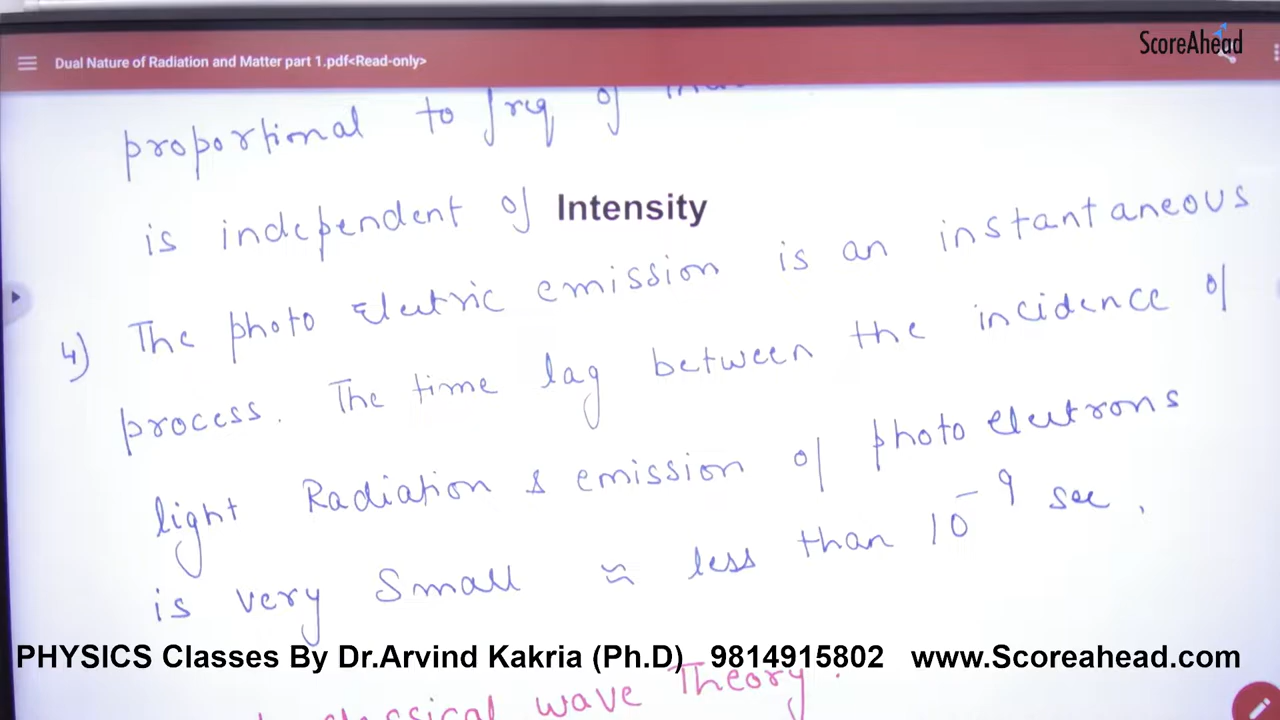 ScoreAhead
Dual Nature of Radiation and Matter part 1.pdf<Read-only>
proportional to freq of
is independent of Intensity
4) The photo electric emission is an instantaneous
process. The time lag between the incidence of
light Radiation & emission of photo electrons
is very Small ≈ less than 10⁻⁹ sec.
PHYSICS Classes By Dr.Arvind Kakria (Ph.D) 9814915802 www.Scoreahead.com
classical wave Theory.